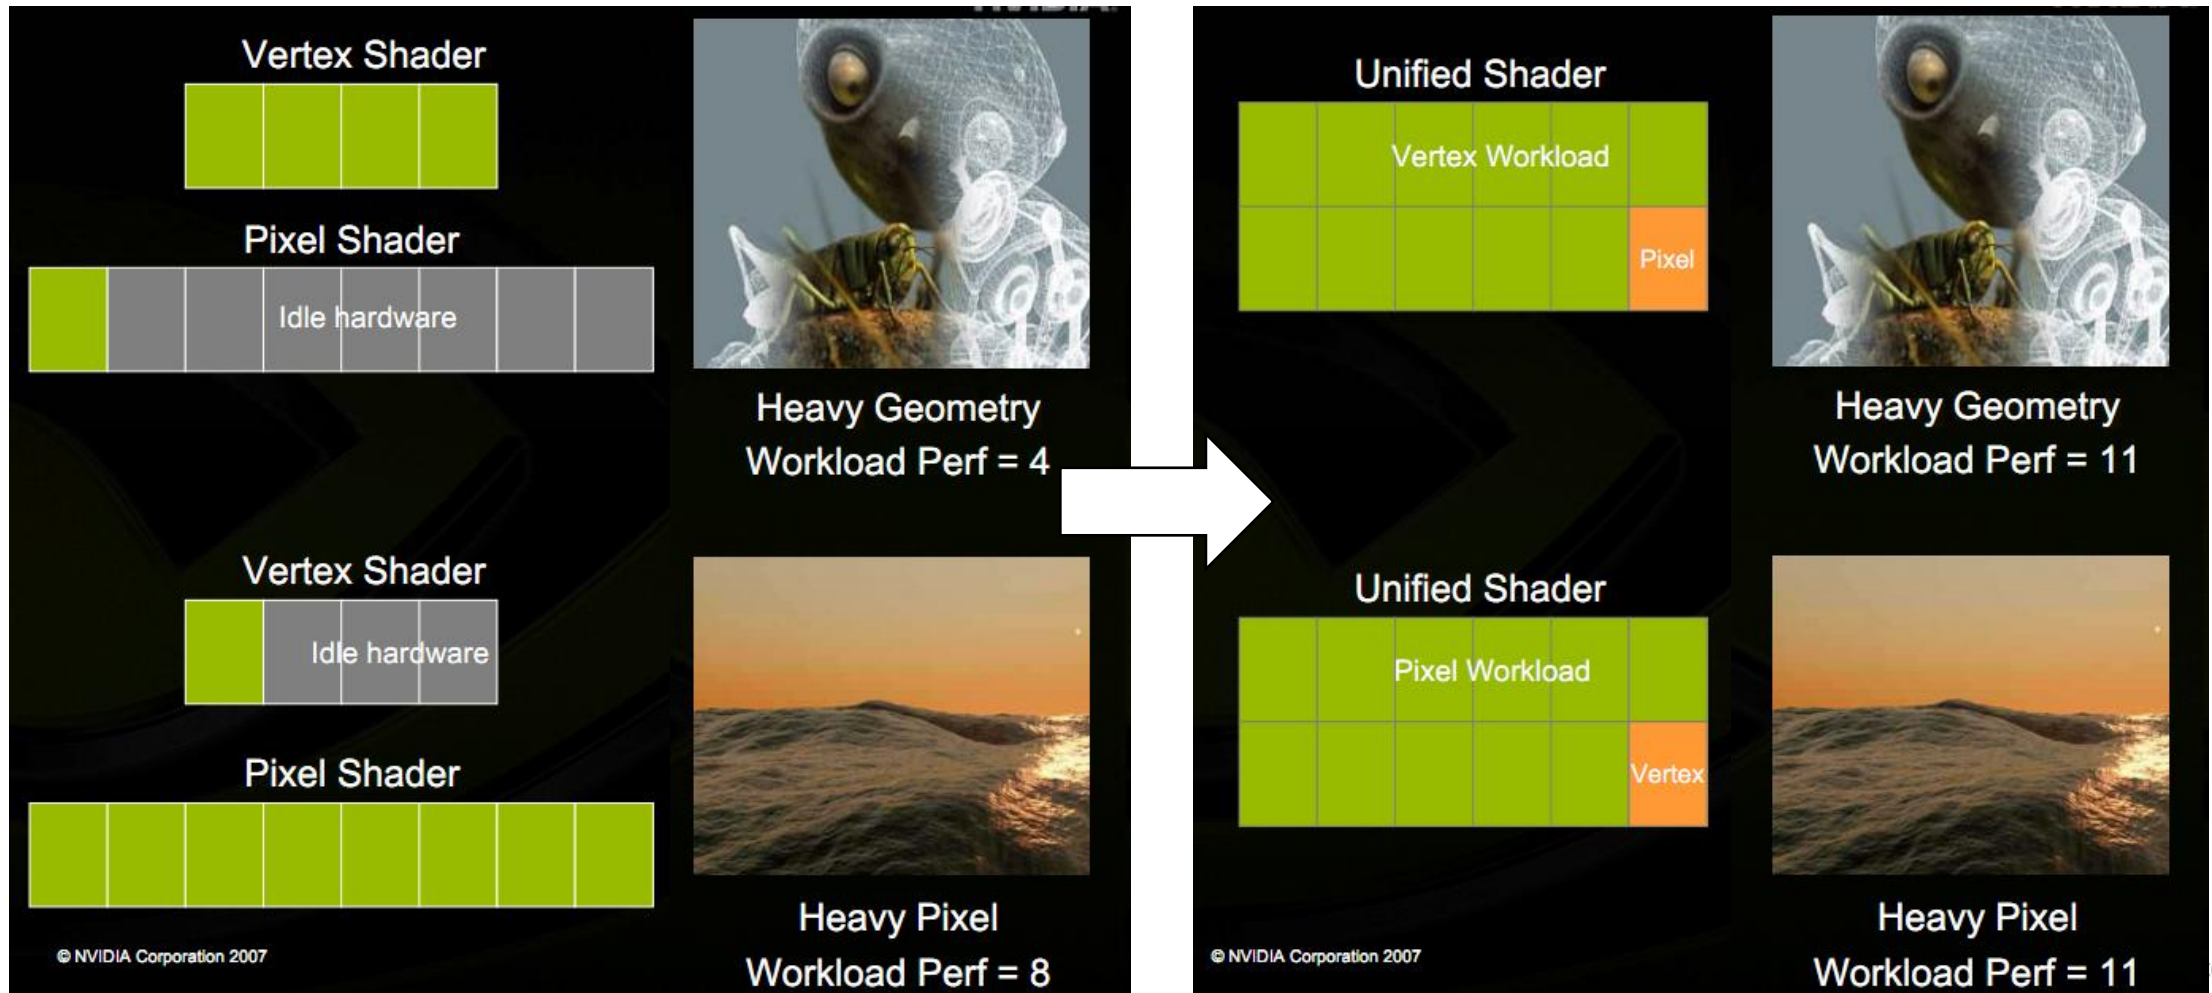 Vertex Shader
Pixel Shader
Idle hardware
Heavy Geometry
Workload Perf = 4
Vertex Shader
Idle hardware
Pixel Shader
Heavy Pixel
Workload Perf = 8
© NVIDIA Corporation 2007
Unified Shader
Vertex Workload
Pixel
Heavy Geometry
Workload Perf = 11
Unified Shader
Pixel Workload
Vertex
Heavy Pixel
Workload Perf = 11
© NVIDIA Corporation 2007